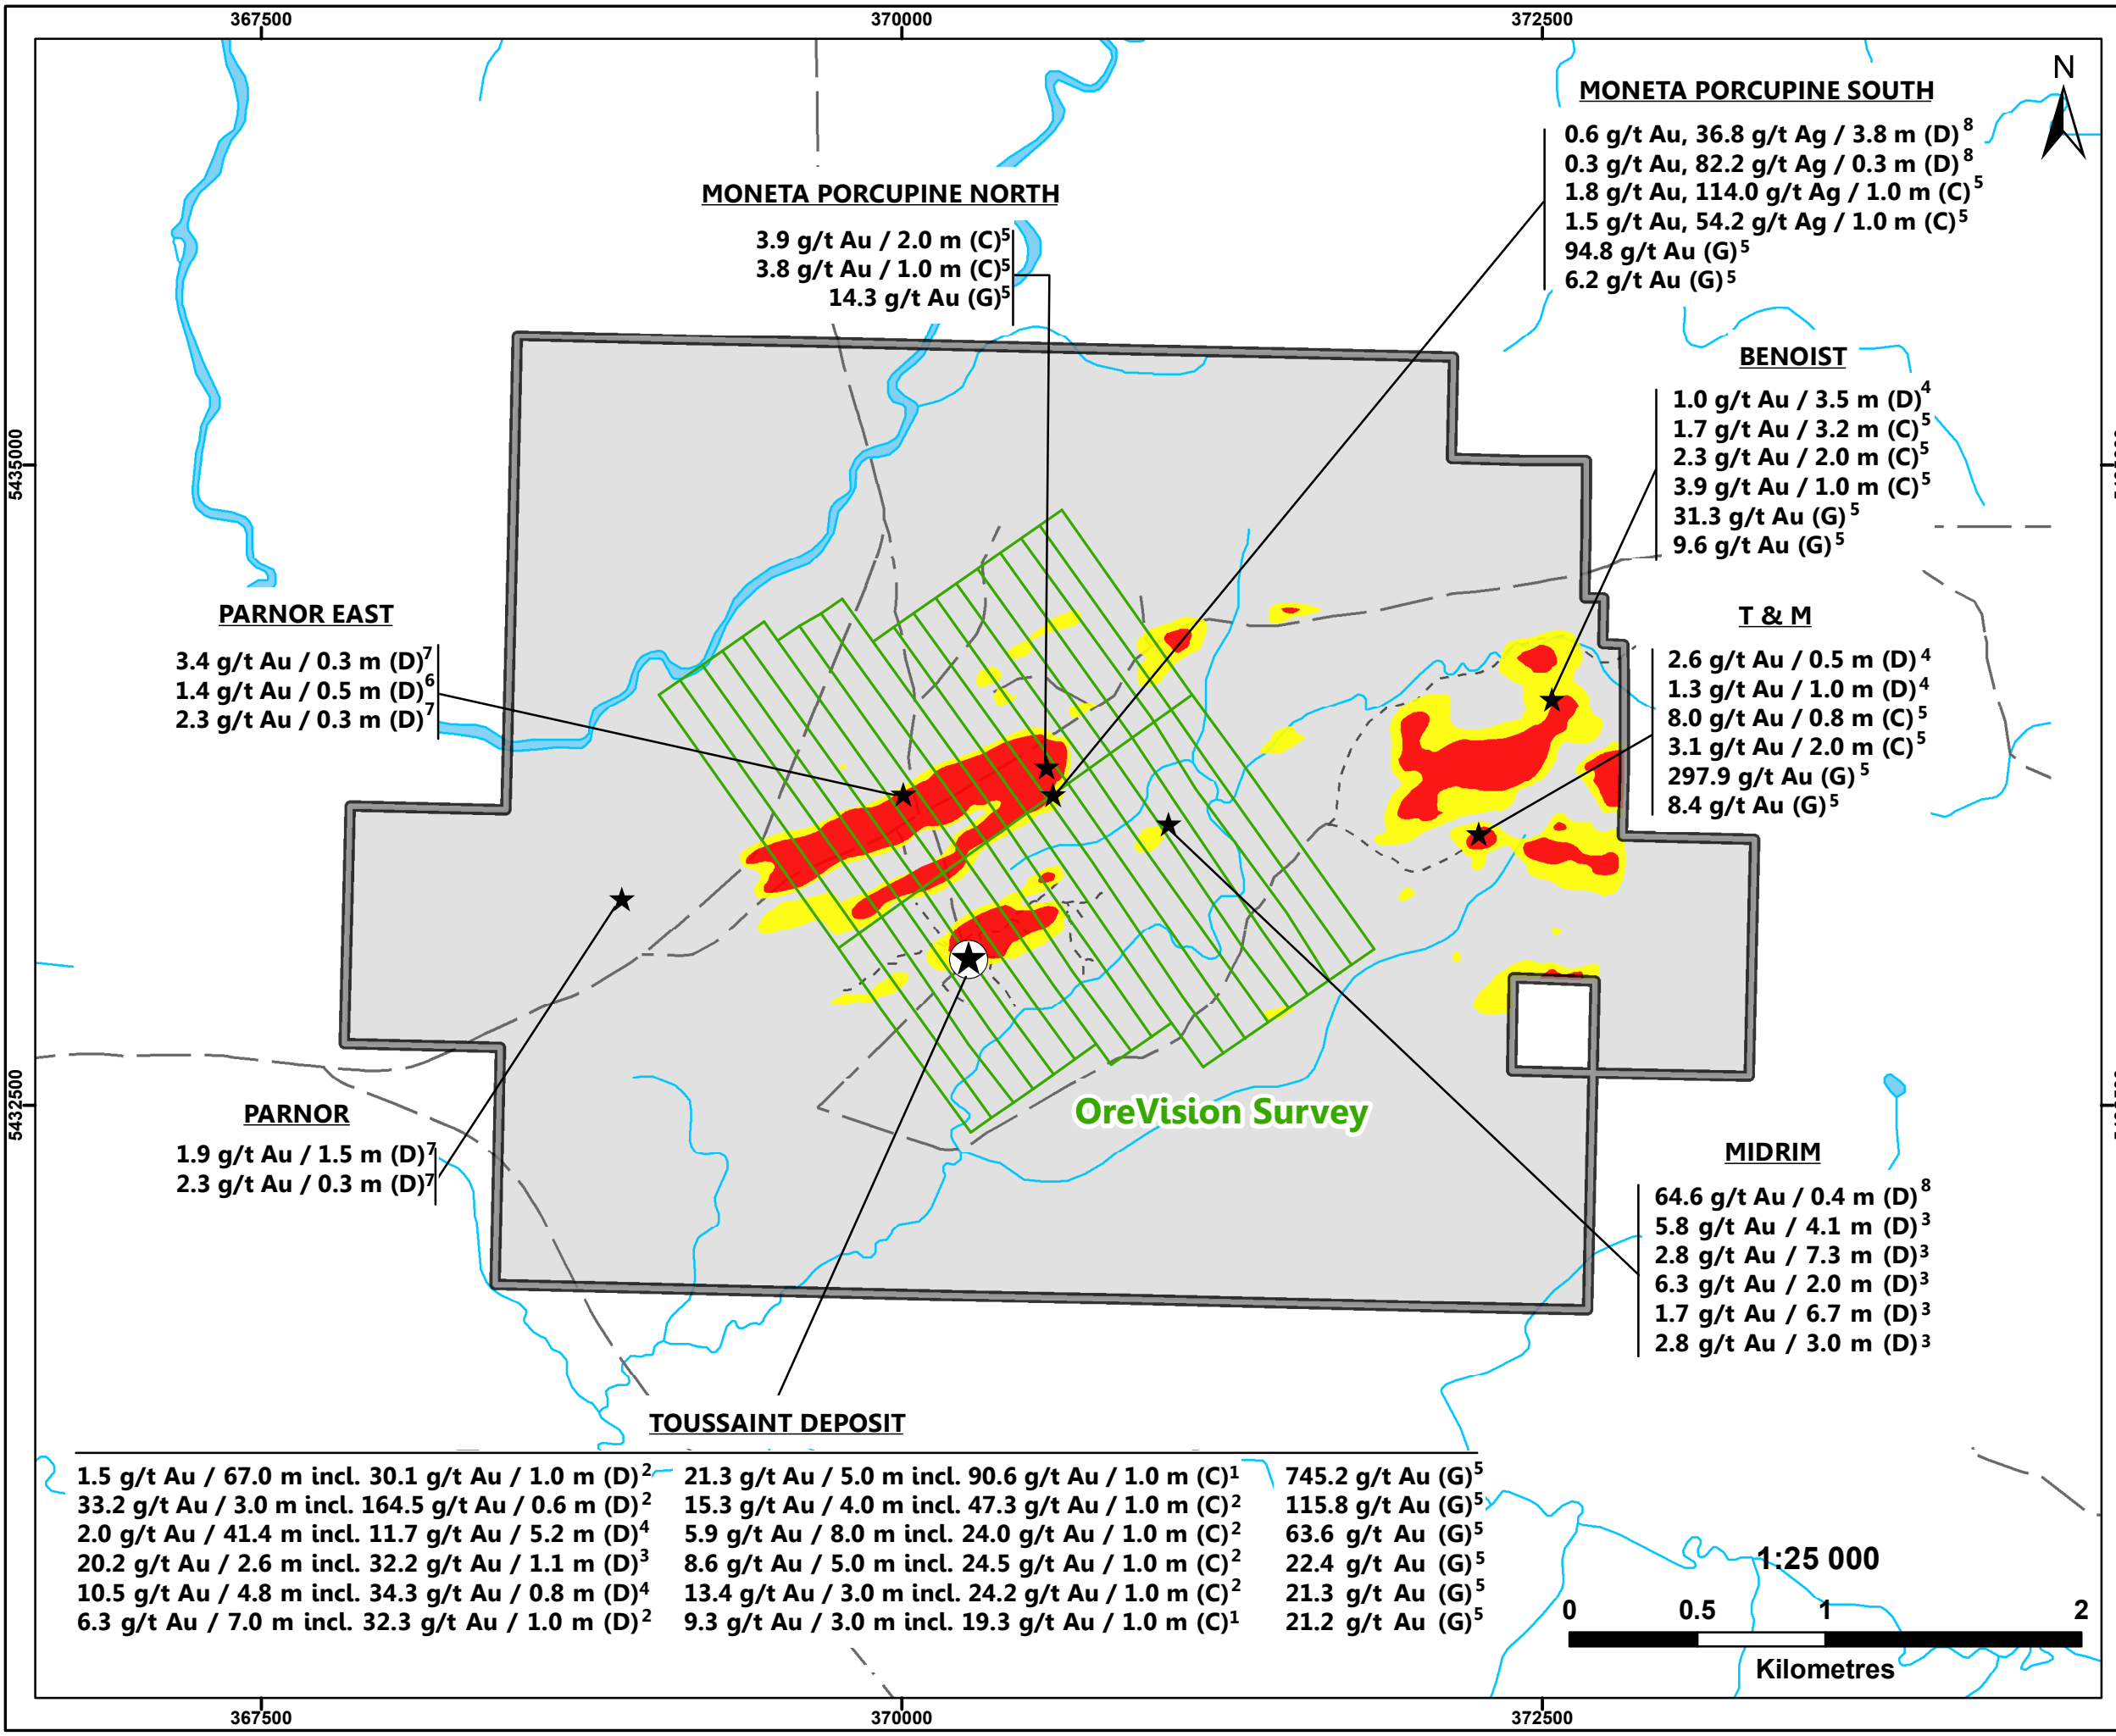 367500
370000
372500
N
MONETA PORCUPINE SOUTH
0.6 g/t Au, 36.8 g/t Ag / 3.8 m (D)⁸
0.3 g/t Au, 82.2 g/t Ag / 0.3 m (D)⁸
1.8 g/t Au, 114.0 g/t Ag / 1.0 m (C)⁵
1.5 g/t Au, 54.2 g/t Ag / 1.0 m (C)⁵
94.8 g/t Au (G)⁵
6.2 g/t Au (G)⁵
MONETA PORCUPINE NORTH
3.9 g/t Au / 2.0 m (C)⁵
3.8 g/t Au / 1.0 m (C)⁵
14.3 g/t Au (G)⁵
BENOIST
1.0 g/t Au / 3.5 m (D)⁴
1.7 g/t Au / 3.2 m (C)⁵
2.3 g/t Au / 2.0 m (C)⁵
3.9 g/t Au / 1.0 m (C)⁵
31.3 g/t Au (G)⁵
9.6 g/t Au (G)⁵
5435000
PARNOR EAST
3.4 g/t Au / 0.3 m (D)⁷
1.4 g/t Au / 0.5 m (D)⁶
2.3 g/t Au / 0.3 m (D)⁷
T & M
2.6 g/t Au / 0.5 m (D)⁴
1.3 g/t Au / 1.0 m (D)⁴
8.0 g/t Au / 0.8 m (C)⁵
3.1 g/t Au / 2.0 m (C)⁵
297.9 g/t Au (G)⁵
8.4 g/t Au (G)⁵
5432500
OreVision Survey
PARNOR
1.9 g/t Au / 1.5 m (D)⁷
2.3 g/t Au / 0.3 m (D)⁷
MIDRIM
64.6 g/t Au / 0.4 m (D)⁸
5.8 g/t Au / 4.1 m (D)³
2.8 g/t Au / 7.3 m (D)³
6.3 g/t Au / 2.0 m (D)³
1.7 g/t Au / 6.7 m (D)³
2.8 g/t Au / 3.0 m (D)³
TOUSSAINT DEPOSIT
1.5 g/t Au / 67.0 m incl. 30.1 g/t Au / 1.0 m (D)²
33.2 g/t Au / 3.0 m incl. 164.5 g/t Au / 0.6 m (D)²
2.0 g/t Au / 41.4 m incl. 11.7 g/t Au / 5.2 m (D)⁴
20.2 g/t Au / 2.6 m incl. 32.2 g/t Au / 1.1 m (D)³
10.5 g/t Au / 4.8 m incl. 34.3 g/t Au / 0.8 m (D)⁴
6.3 g/t Au / 7.0 m incl. 32.3 g/t Au / 1.0 m (D)²
21.3 g/t Au / 5.0 m incl. 90.6 g/t Au / 1.0 m (C)¹
15.3 g/t Au / 4.0 m incl. 47.3 g/t Au / 1.0 m (C)²
5.9 g/t Au / 8.0 m incl. 24.0 g/t Au / 1.0 m (C)²
8.6 g/t Au / 5.0 m incl. 24.5 g/t Au / 1.0 m (C)²
13.4 g/t Au / 3.0 m incl. 24.2 g/t Au / 1.0 m (C)²
9.3 g/t Au / 3.0 m incl. 19.3 g/t Au / 1.0 m (C)¹
745.2 g/t Au (G)⁵
115.8 g/t Au (G)⁵
63.6 g/t Au (G)⁵
22.4 g/t Au (G)⁵
21.3 g/t Au (G)⁵
21.2 g/t Au (G)⁵
1:25 000
0 0.5 1 2
Kilometres
367500
370000
372500